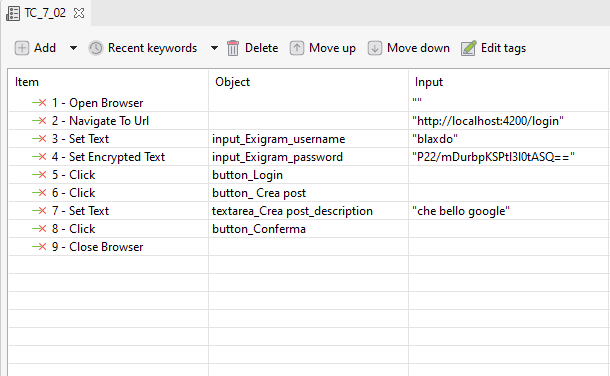 TC_7_02
Add Recent keywords Delete Move up Move down Edit tags
Item Object Input
1 - Open Browser ""
2 - Navigate To Url "http://localhost:4200/login"
3 - Set Text input_Exigram_username "blaxdo"
4 - Set Encrypted Text input_Exigram_password "P22/mDurbpKSPtI3I0tASQ=="
5 - Click button_Login
6 - Click button_ Crea post
7 - Set Text textarea_Crea post_description "che bello google"
8 - Click button_Conferma
9 - Close Browser